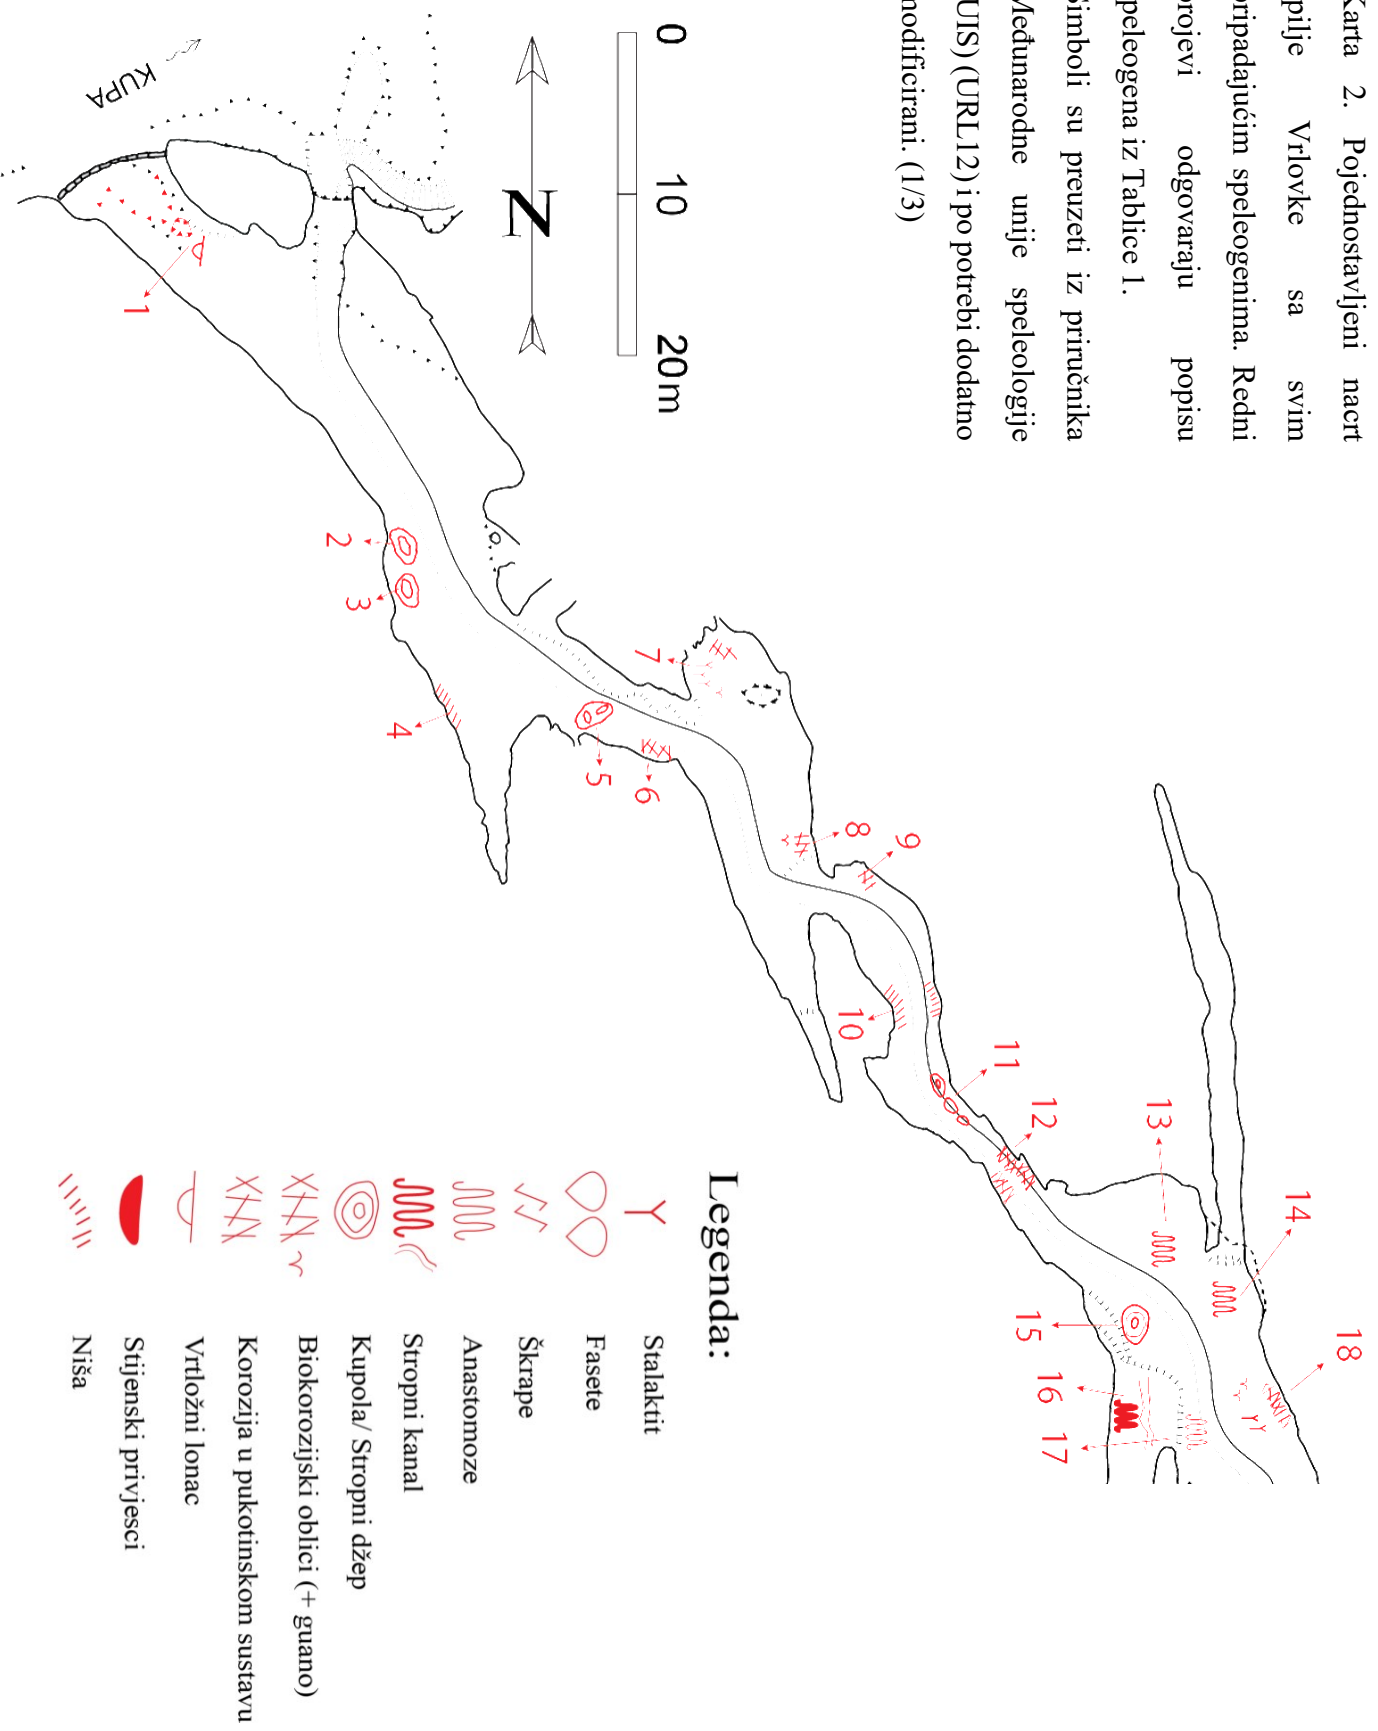 Karta 2. Pojednostavljeni nacrt
pilje Vrlovke sa svim
pripadajućim speleogenima. Redni
brojevi odgovaraju popisu
peleogena iz Tablice 1.
Simboli su preuzeti iz priručnika
Međunarodne unije speleologije
UIS) (URL12) i po potrebi dodatno
modificirani. (1/3)
0 10 20m
N
KUPA
1
2
3
4
5
6
7
8
9
10
11
12
13
14
15
16
17
18
Legenda:
Stalaktit
Fasete
Škrape
Anastomoze
Stropni kanal
Kupola/ Stropni džep
Biokorozijski oblici (+ guano)
Korozija u pukotinskom sustavu
Vrtložni lonac
Stijenski privjesci
Niša